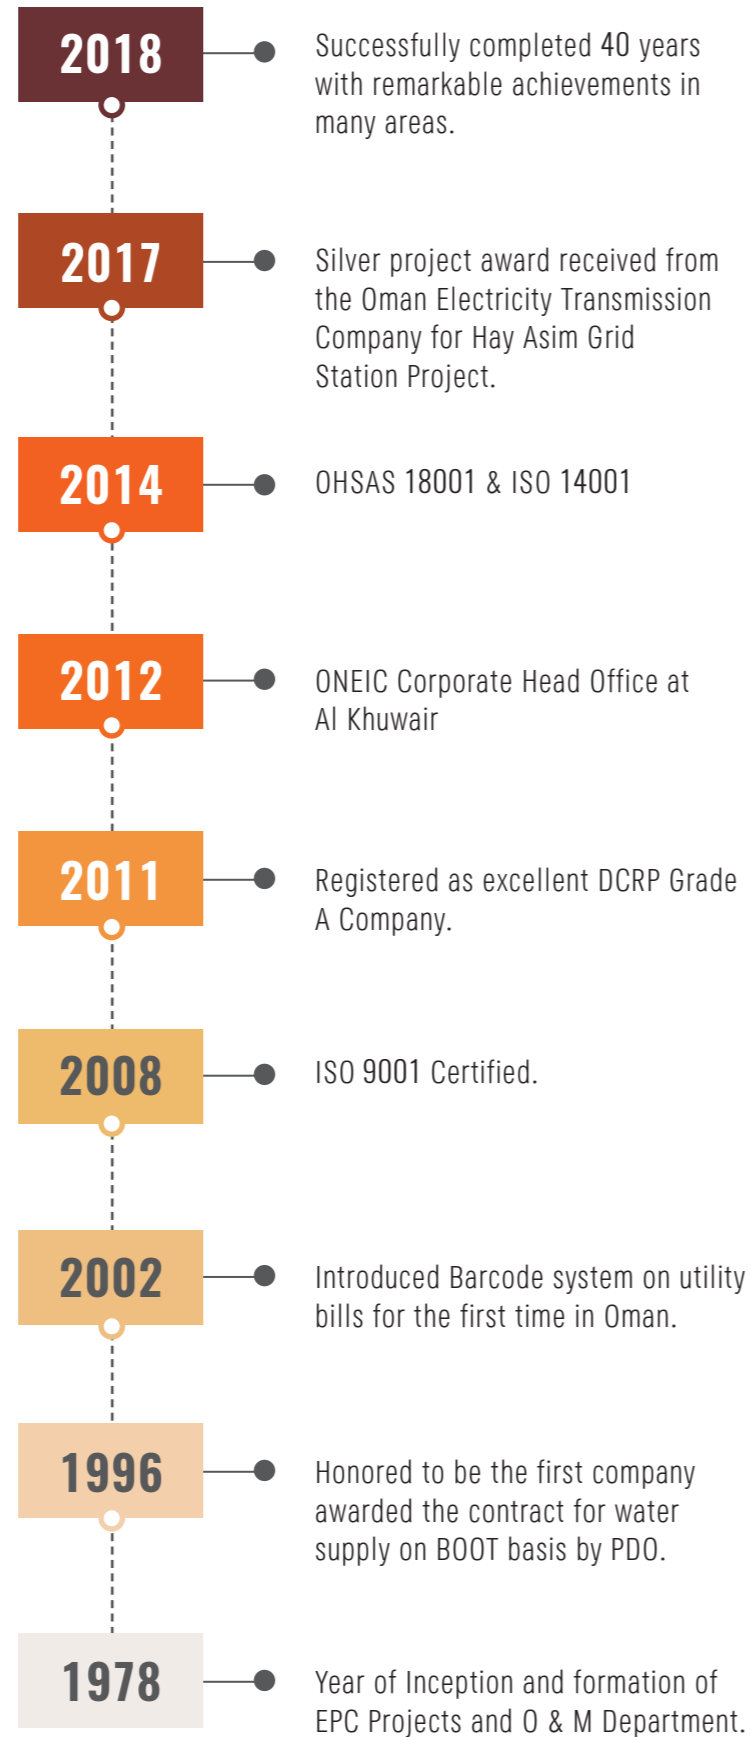 2018
Successfully completed 40 years
with remarkable achievements in
many areas.
2017
Silver project award received from
the Oman Electricity Transmission
Company for Hay Asim Grid
Station Project.
2014
OHSAS 18001 & ISO 14001
2012
ONEIC Corporate Head Office at
Al Khuwair
2011
Registered as excellent DCRP Grade
A Company.
2008
ISO 9001 Certified.
2002
Introduced Barcode system on utility
bills for the first time in Oman.
1996
Honored to be the first company
awarded the contract for water
supply on BOOT basis by PDO.
1978
Year of Inception and formation of
EPC Projects and O & M Department.